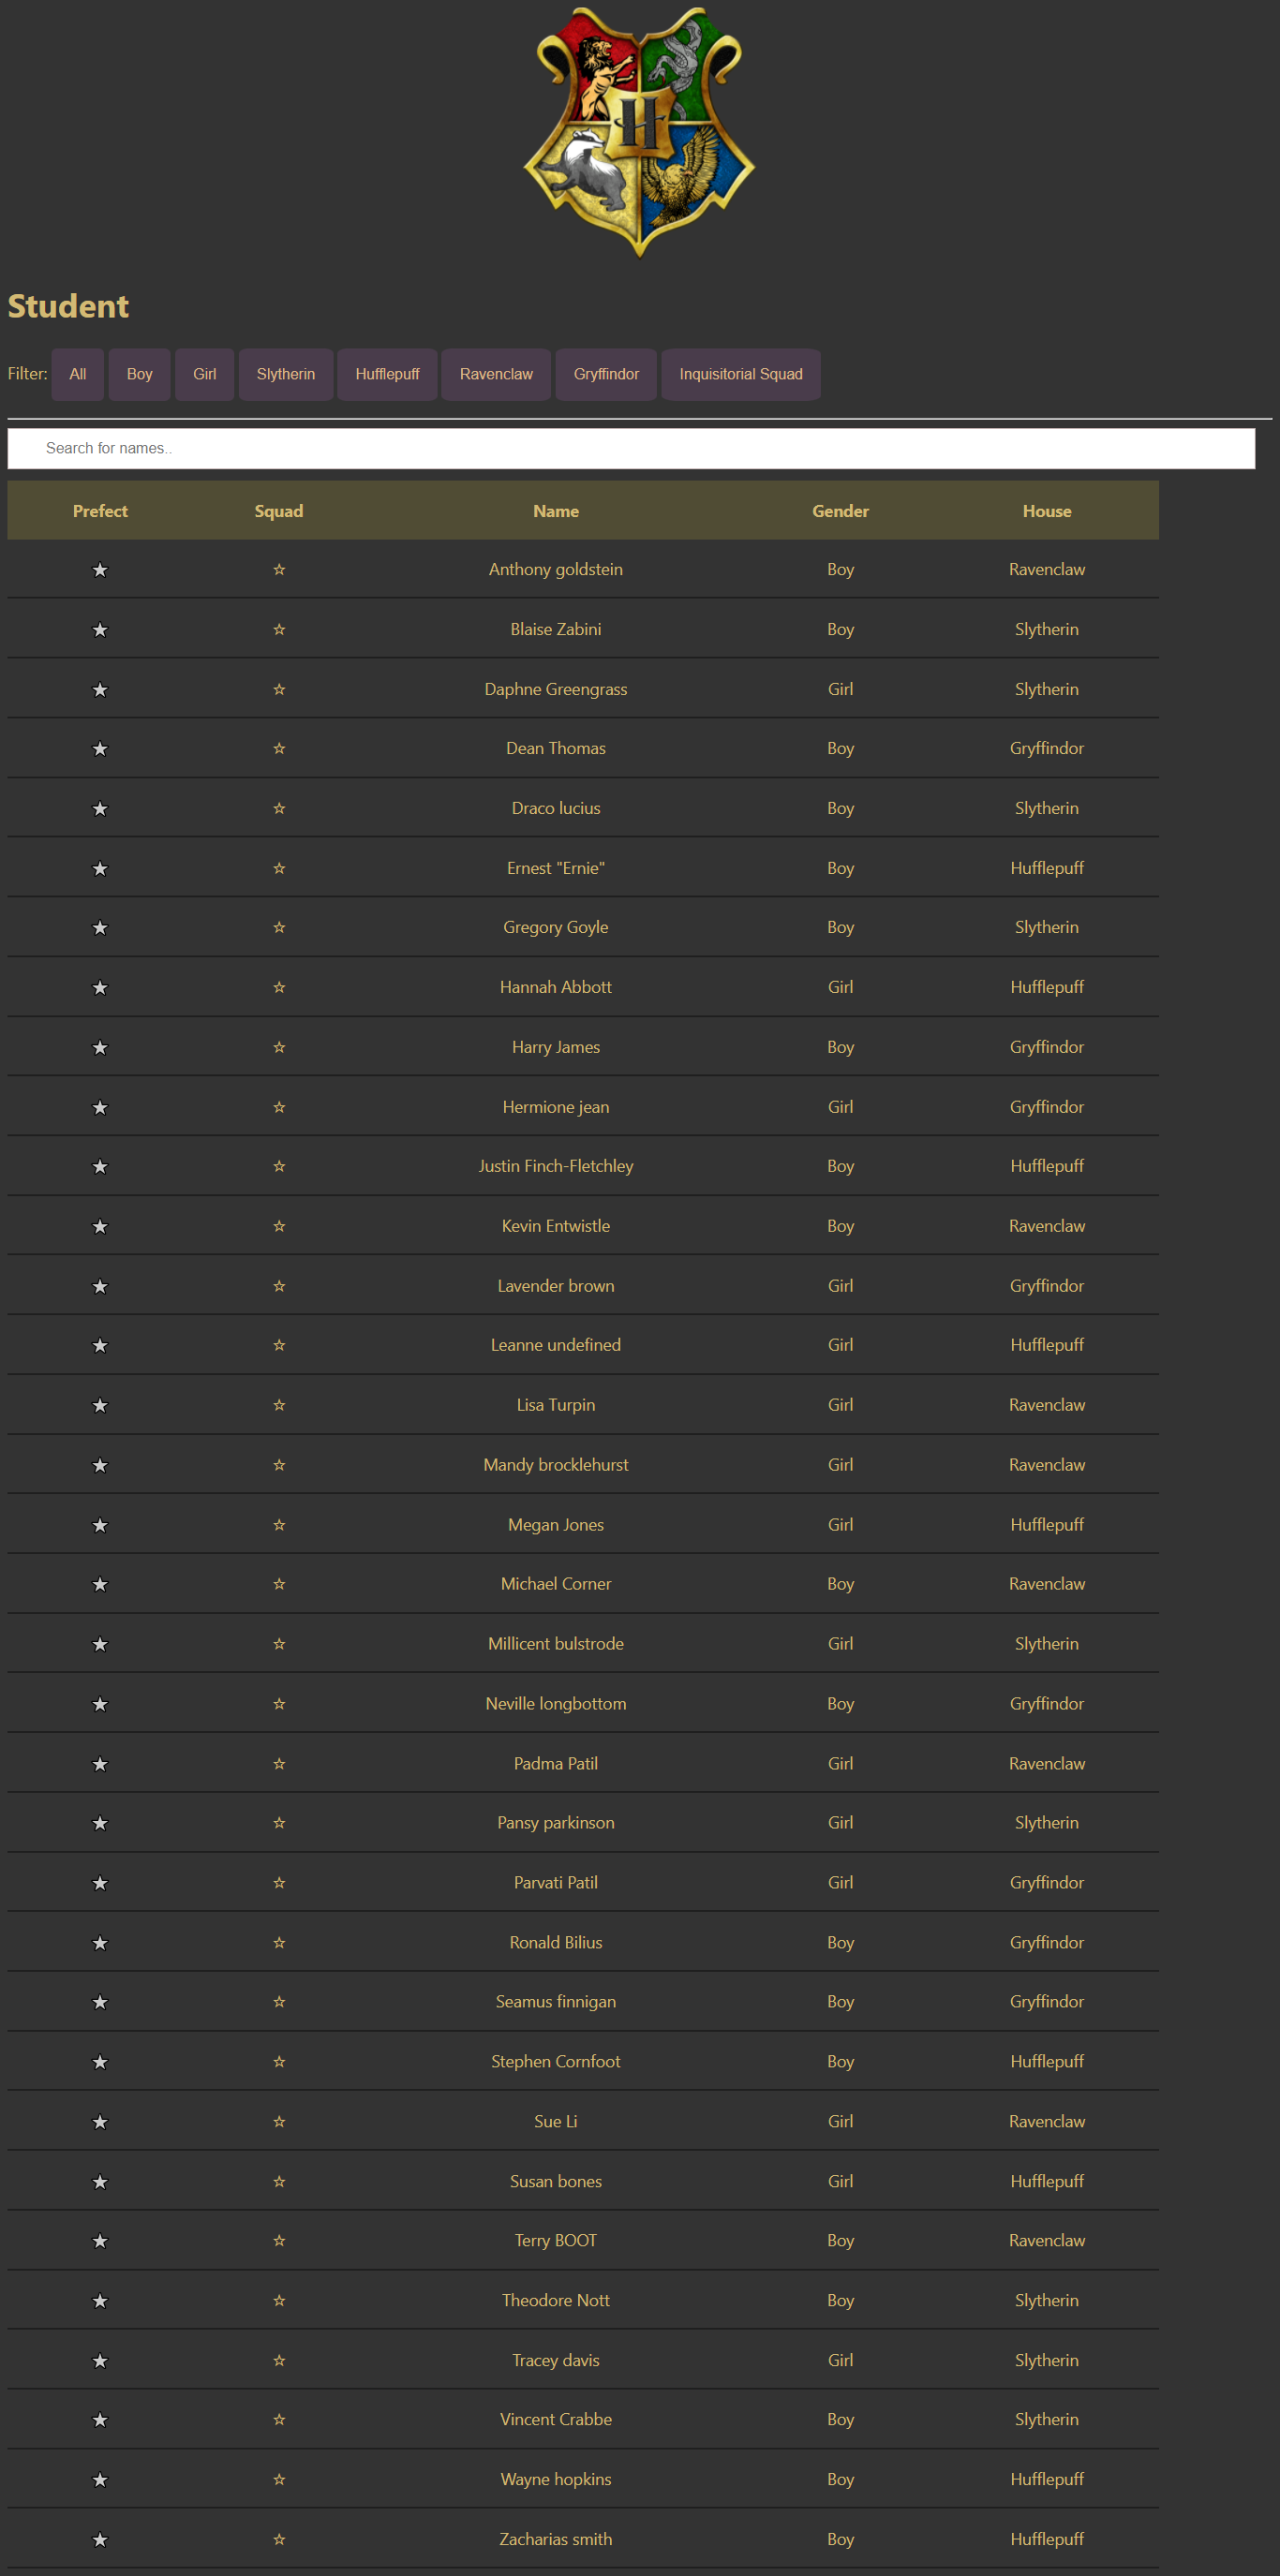 H
Student
Filter: All Boy Girl Slytherin Hufflepuff Ravenclaw Gryffindor Inquisitorial Squad
Search for names..
Prefect Squad Name Gender House
★ ☆ Anthony goldstein Boy Ravenclaw
★ ☆ Blaise Zabini Boy Slytherin
★ ☆ Daphne Greengrass Girl Slytherin
★ ☆ Dean Thomas Boy Gryffindor
★ ☆ Draco lucius Boy Slytherin
★ ☆ Ernest "Ernie" Boy Hufflepuff
★ ☆ Gregory Goyle Boy Slytherin
★ ☆ Hannah Abbott Girl Hufflepuff
★ ☆ Harry James Boy Gryffindor
★ ☆ Hermione jean Girl Gryffindor
★ ☆ Justin Finch-Fletchley Boy Hufflepuff
★ ☆ Kevin Entwistle Boy Ravenclaw
★ ☆ Lavender brown Girl Gryffindor
★ ☆ Leanne undefined Girl Hufflepuff
★ ☆ Lisa Turpin Girl Ravenclaw
★ ☆ Mandy brocklehurst Girl Ravenclaw
★ ☆ Megan Jones Girl Hufflepuff
★ ☆ Michael Corner Boy Ravenclaw
★ ☆ Millicent bulstrode Girl Slytherin
★ ☆ Neville longbottom Boy Gryffindor
★ ☆ Padma Patil Girl Ravenclaw
★ ☆ Pansy parkinson Girl Slytherin
★ ☆ Parvati Patil Girl Gryffindor
★ ☆ Ronald Bilius Boy Gryffindor
★ ☆ Seamus finnigan Boy Gryffindor
★ ☆ Stephen Cornfoot Boy Hufflepuff
★ ☆ Sue Li Girl Ravenclaw
★ ☆ Susan bones Girl Hufflepuff
★ ☆ Terry BOOT Boy Ravenclaw
★ ☆ Theodore Nott Boy Slytherin
★ ☆ Tracey davis Girl Slytherin
★ ☆ Vincent Crabbe Boy Slytherin
★ ☆ Wayne hopkins Boy Hufflepuff
★ ☆ Zacharias smith Boy Hufflepuff